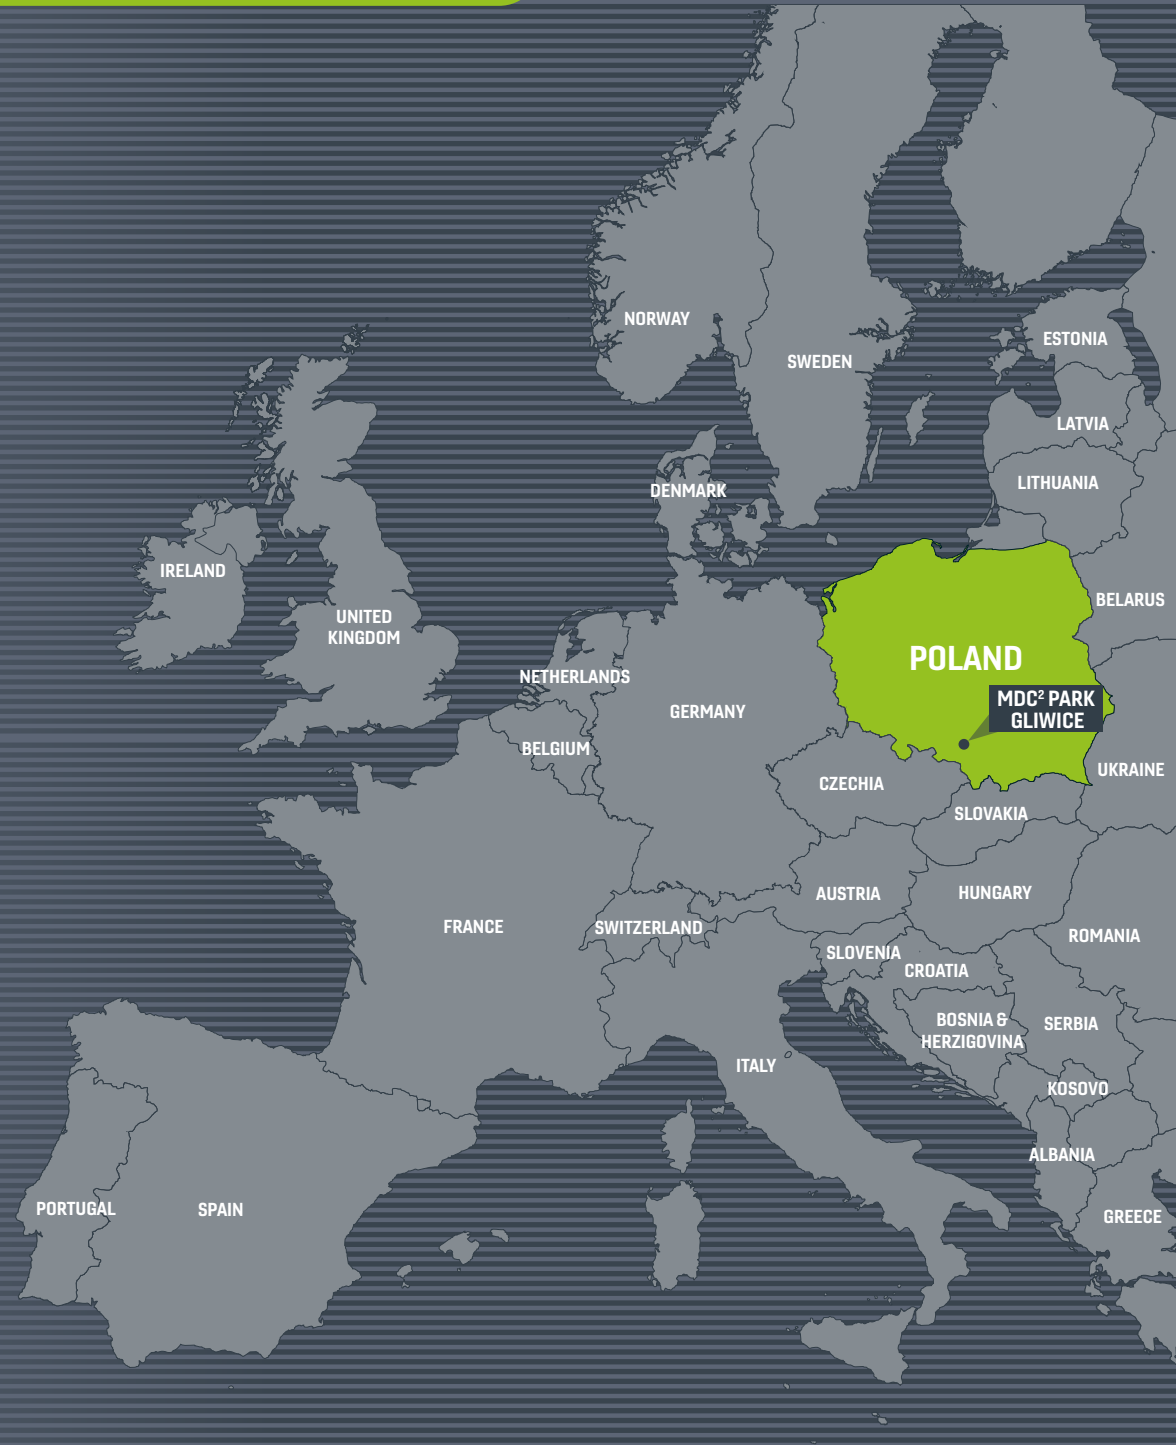 NORWAY
ESTONIA
SWEDEN
LATVIA
LITHUANIA
DENMARK
IRELAND
BELARUS
UNITED
KINGDOM
POLAND
NETHERLANDS
MDC² PARK
GLIWICE
GERMANY
BELGIUM
UKRAINE
CZECHIA
SLOVAKIA
AUSTRIA
HUNGARY
FRANCE
SWITZERLAND
ROMANIA
SLOVENIA
CROATIA
BOSNIA &
HERZIGOVINA
SERBIA
ITALY
KOSOVO
ALBANIA
PORTUGAL
SPAIN
GREECE